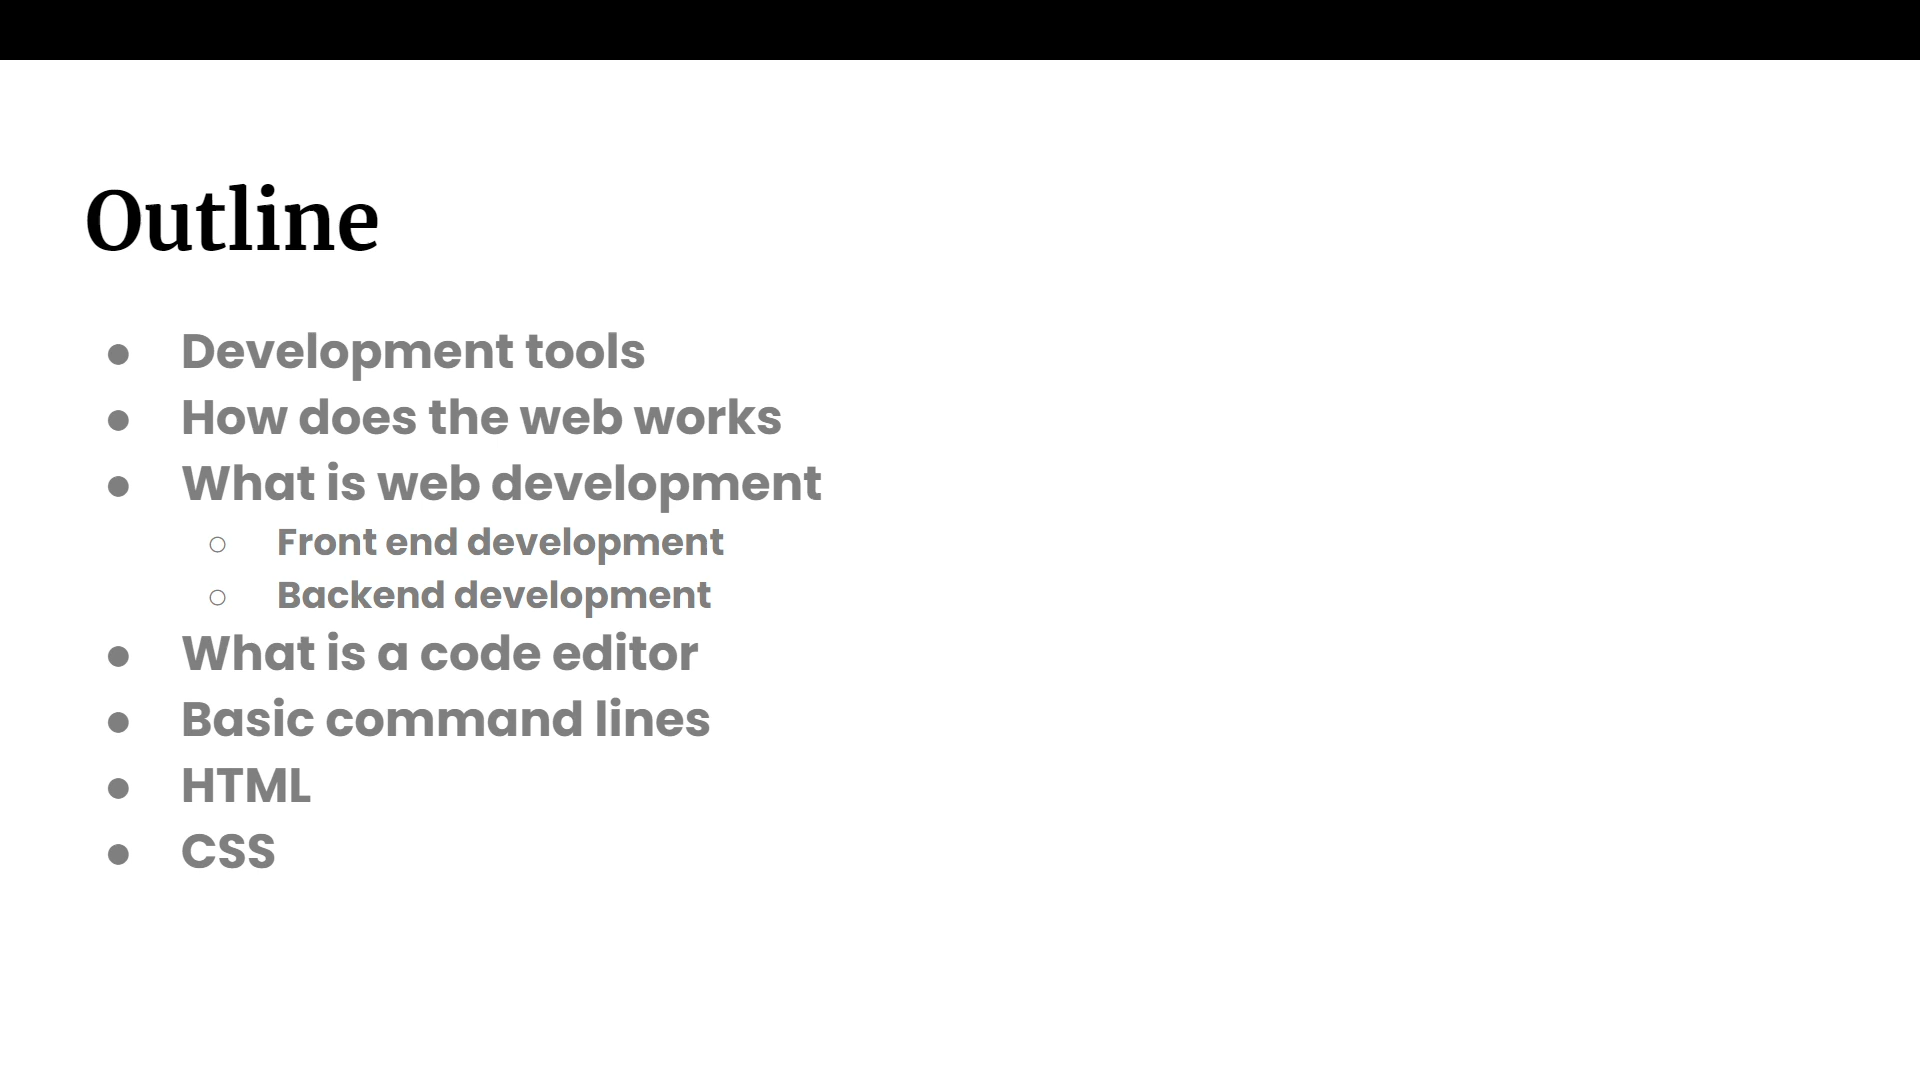 Outline
● Development tools
● How does the web works
● What is web development
○ Front end development
○ Backend development
● What is a code editor
● Basic command lines
● HTML
● CSS